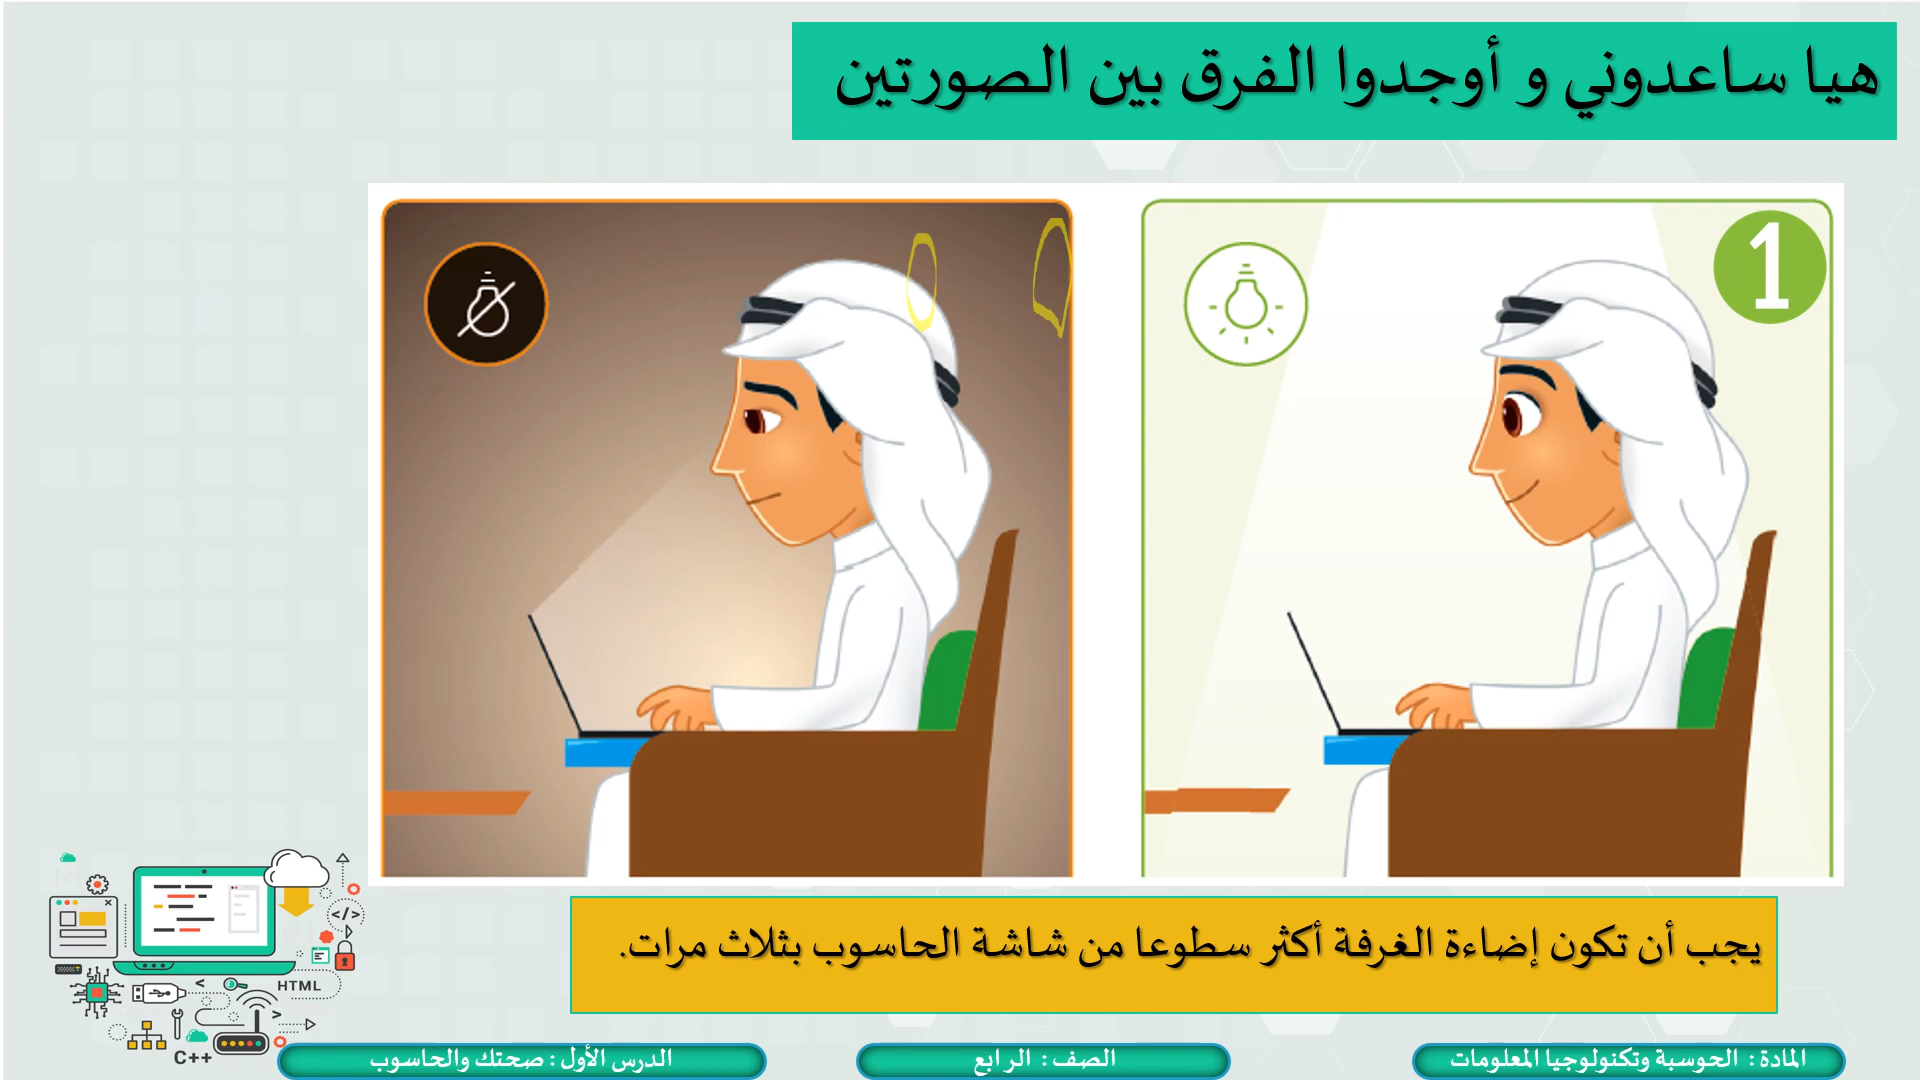 هيا ساعدوني و أوجدوا الفرق بين الصورتين
1
يجب أن تكون إضاءة الغرفة أكثر سطوعا من شاشة الحاسوب بثلاث مرات.
</>
HTML
C++
المادة : الحوسبة وتكنولوجيا المعلومات
الصف : الرابع
الدرس الأول : صحتك والحاسوب